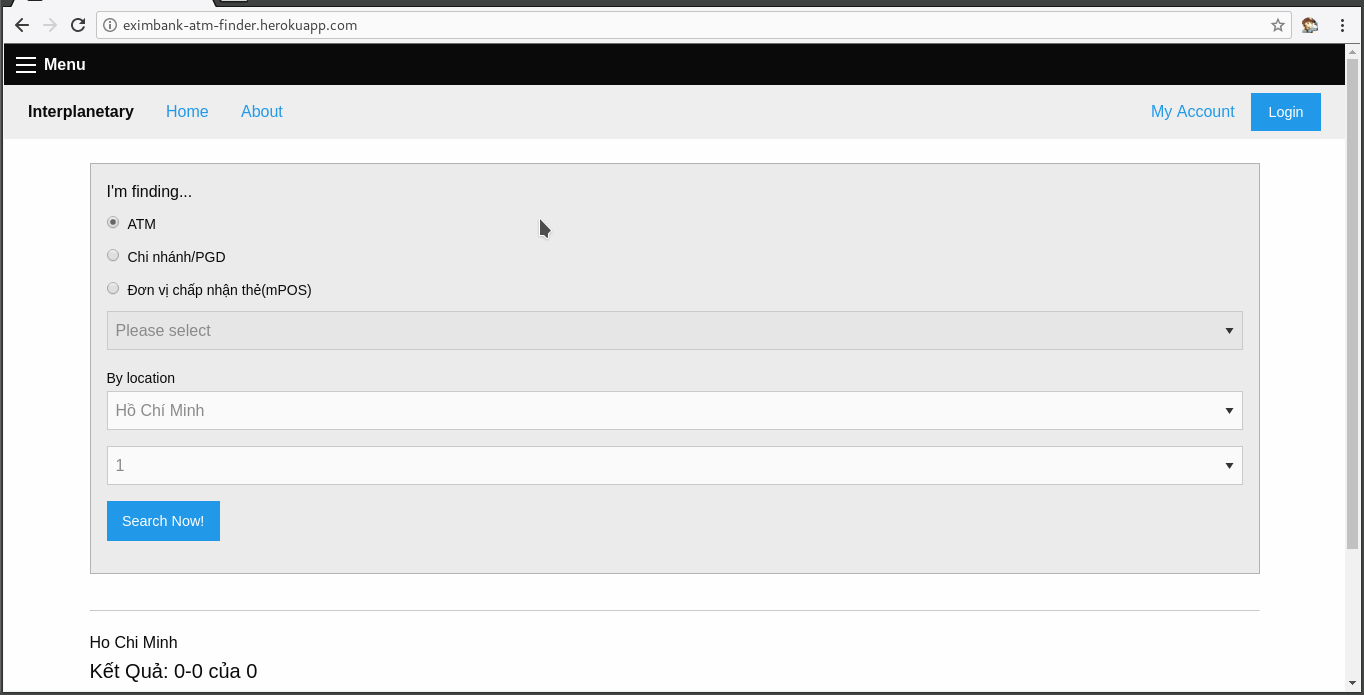 eximbank-atm-finder.herokuapp.com
Menu
Interplanetary Home About My Account Login
I'm finding...
ATM
Chi nhánh/PGD
Đơn vị chấp nhận thẻ(mPOS)
Please select
By location
Hồ Chí Minh
1
Search Now!
Ho Chi Minh
Kết Quả: 0-0 của 0